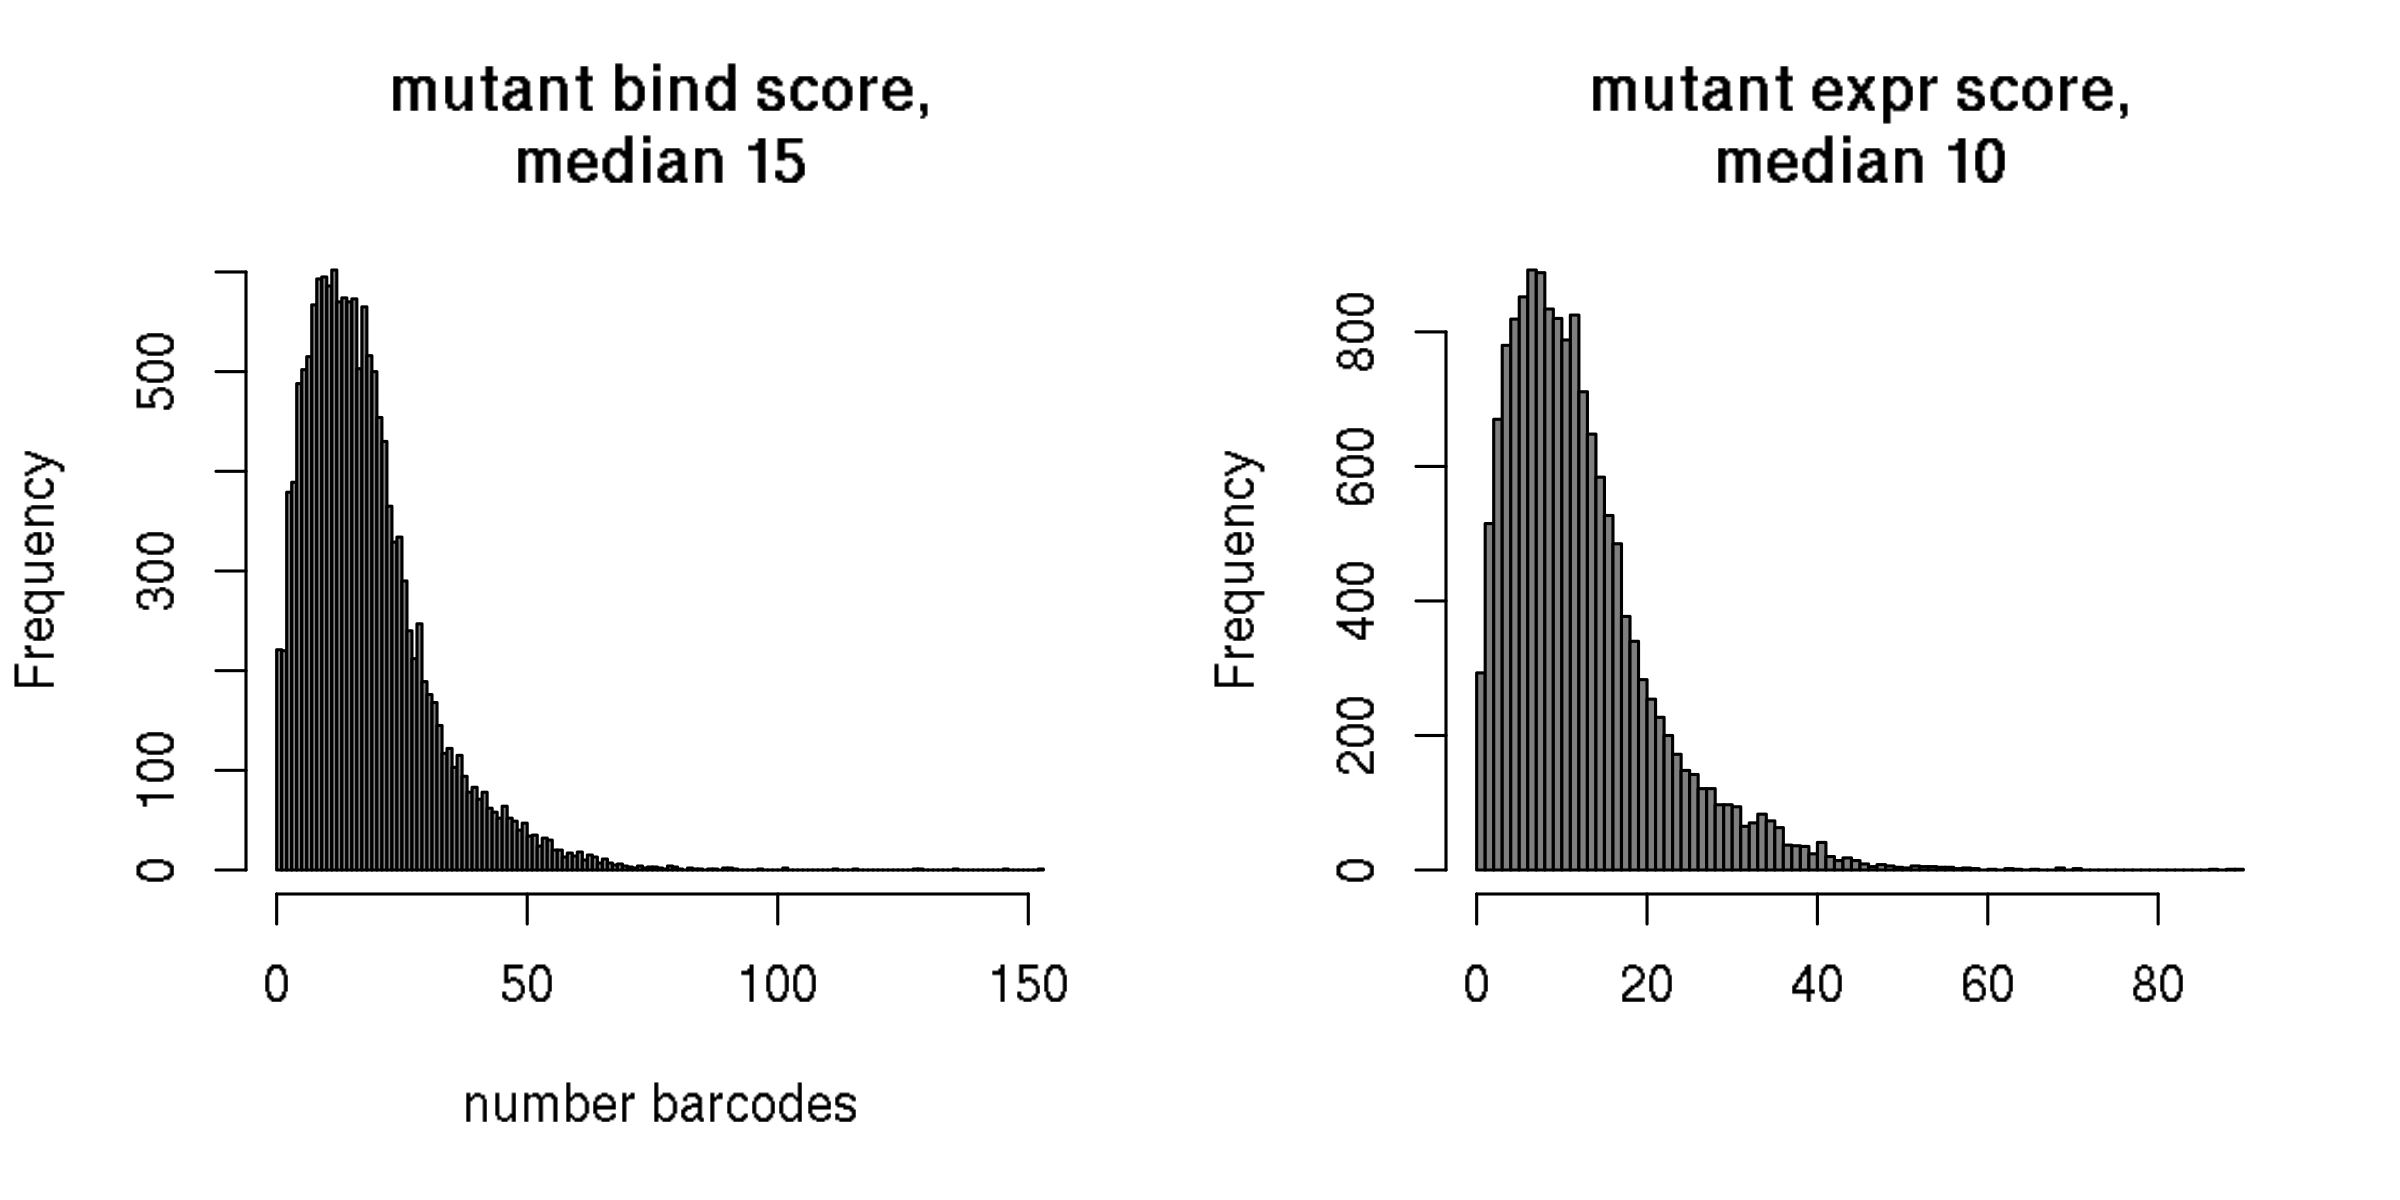 mutant bind score,
median 15
Frequency
500
300
100
0
0 50 100 150
number barcodes
mutant expr score,
median 10
Frequency
800
600
400
200
0
0 20 40 60 80